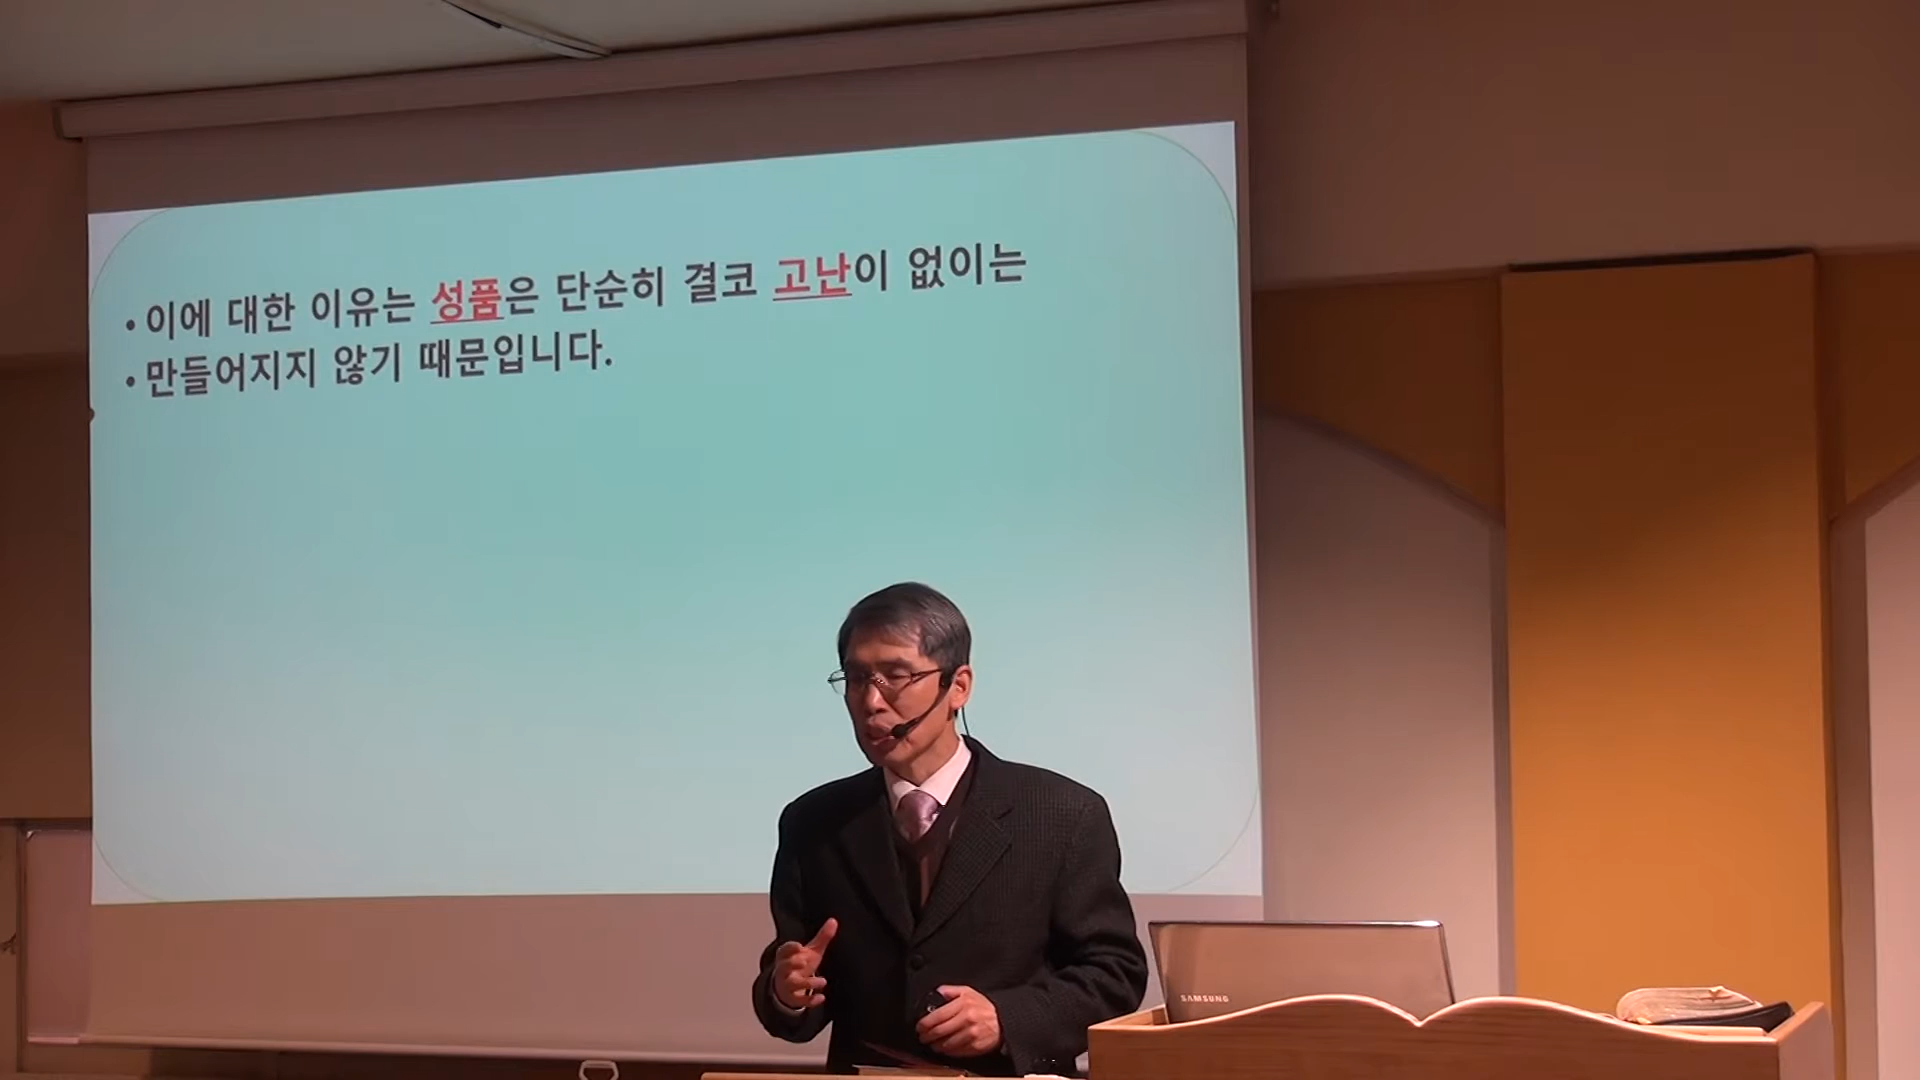 • 이에 대한 이유는 성품은 단순히 결코 고난이 없이는
• 만들어지지 않기 때문입니다.
SAMSUNG